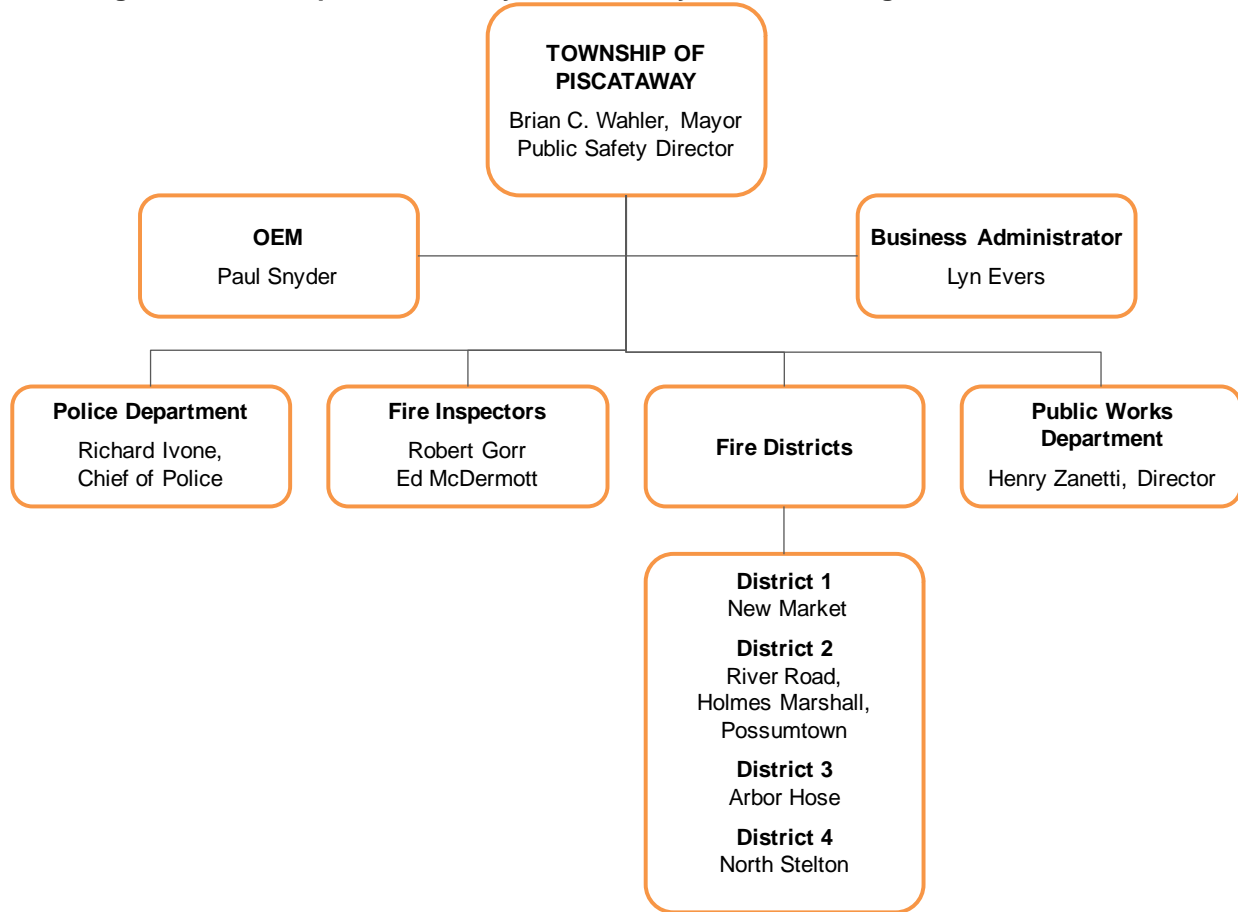 TOWNSHIP OF
PISCATAWAY
Brian C. Wahler, Mayor
Public Safety Director
OEM
Paul Snyder
Business Administrator
Lyn Evers
Police Department
Richard Ivone,
Chief of Police
Fire Inspectors
Robert Gorr
Ed McDermott
Fire Districts
Public Works
Department
Henry Zanetti, Director
District 1
New Market
District 2
River Road,
Holmes Marshall,
Possumtown
District 3
Arbor Hose
District 4
North Stelton